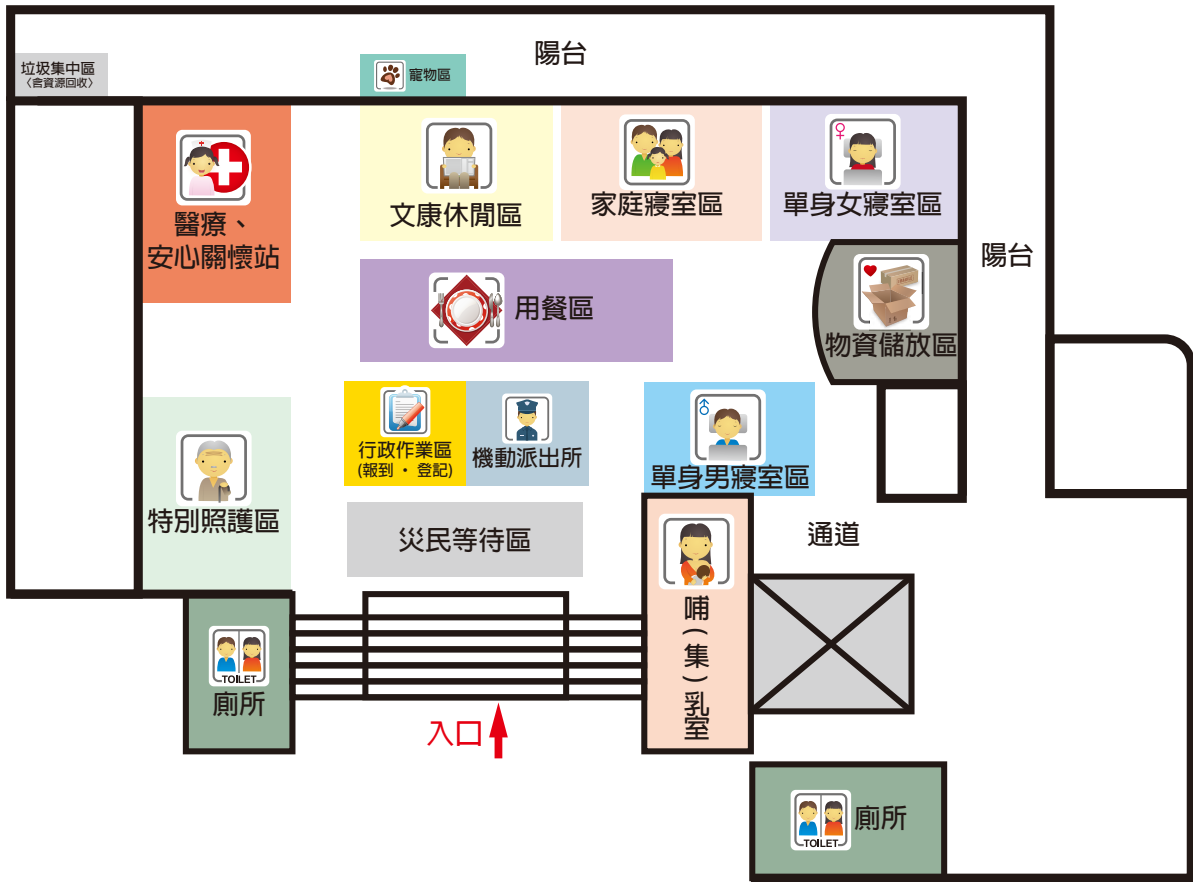 陽台
垃圾集中區
〈含資源回收〉
寵物區
醫療、
安心關懷站
文康休閒區
家庭寢室區
單身女寢室區
陽台
用餐區
物資儲放區
特別照護區
行政作業區
(報到 ・ 登記)
機動派出所
單身男寢室區
災民等待區
通道
哺(集)乳室
TOILET
廁所
入口
TOILET
廁所